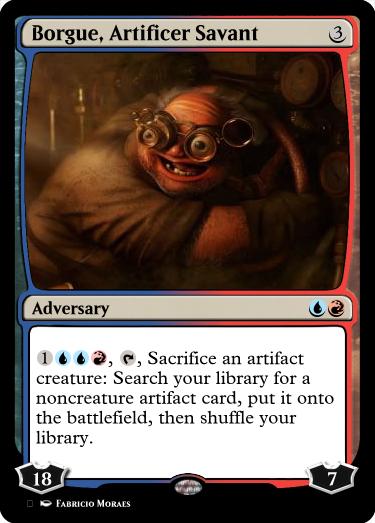 Borgue, Artificer Savant 3
Adversary
1, Sacrifice an artifact
creature: Search your library for a
noncreature artifact card, put it onto
the battlefield, then shuffle your
library.
18 7
Fabricio Moraes